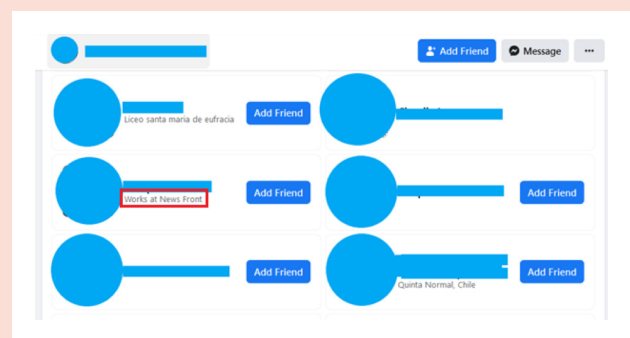 Add Friend Message ...
Liceo santa maria de eufracia
Add Friend
Works at News Front
Add Friend
Add Friend
Add Friend
Quinta Normal, Chile
Add Friend